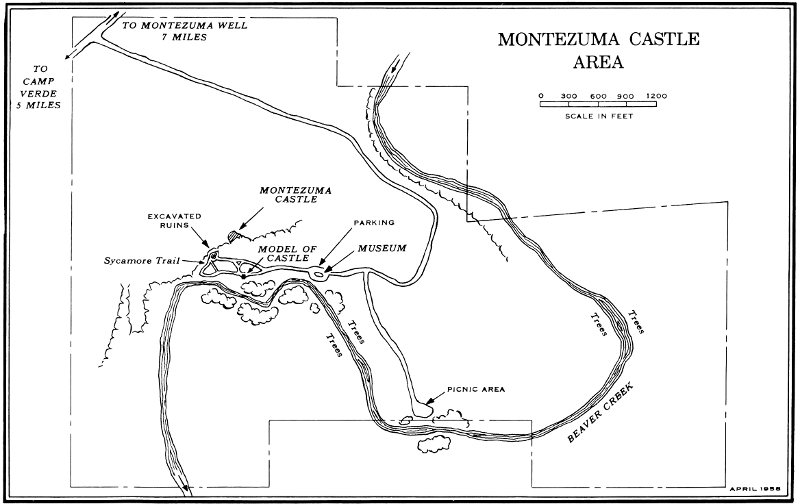 TO MONTEZUMA WELL
7 MILES
TO
CAMP
VERDE
5 MILES
MONTEZUMA CASTLE
AREA
0 300 600 900 1200
SCALE IN FEET
MONTEZUMA
CASTLE
EXCAVATED
RUINS
PARKING
MUSEUM
MODEL OF
CASTLE
Sycamore Trail
Trees
Trees
Trees
Trees
PICNIC AREA
BEAVER CREEK
APRIL 1958